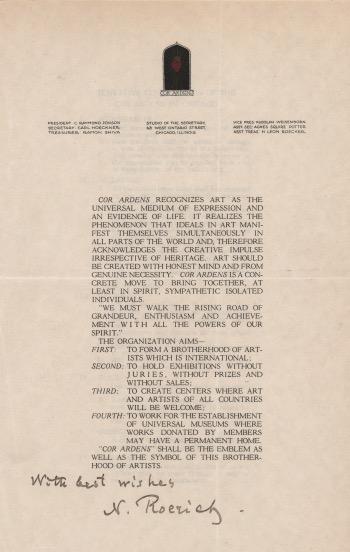 COR ARDENS
PRESIDENT C. RAYMOND JONSON
SECRETARY CARL HOECKNER
TREASURER RAMON SHIVA
STUDIO OF THE SECRETARY,
63 WEST ONTARIO STREET,
CHICAGO, ILLINOIS
VICE PRES. RUDOLPH WEISENBORN
ASST SEC. AGNES SQUIRE POTTER
ASST TREAS. H. LEON ROECKER
COR ARDENS RECOGNIZES ART AS THE
UNIVERSAL MEDIUM OF EXPRESSION AND
AN EVIDENCE OF LIFE. IT REALIZES THE
PHENOMENON THAT IDEALS IN ART MANI-
FEST THEMSELVES SIMULTANEOUSLY IN
ALL PARTS OF THE WORLD AND, THEREFORE
ACKNOWLEDGES THE CREATIVE IMPULSE
IRRESPECTIVE OF HERITAGE. ART SHOULD
BE CREATED WITH HONEST MIND AND FROM
GENUINE NECESSITY. COR ARDENS IS A CON-
CRETE MOVE TO BRING TOGETHER, AT
LEAST IN SPIRIT, SYMPATHETIC ISOLATED
INDIVIDUALS.
"WE MUST WALK THE RISING ROAD OF
GRANDEUR, ENTHUSIASM AND ACHIEVE-
MENT WITH ALL THE POWERS OF OUR
SPIRIT."
THE ORGANIZATION AIMS—
FIRST: TO FORM A BROTHERHOOD OF ART-
ISTS WHICH IS INTERNATIONAL;
SECOND: TO HOLD EXHIBITIONS WITHOUT
JURIES, WITHOUT PRIZES AND
WITHOUT SALES;
THIRD: TO CREATE CENTERS WHERE ART
AND ARTISTS OF ALL COUNTRIES
WILL BE WELCOME;
FOURTH: TO WORK FOR THE ESTABLISHMENT
OF UNIVERSAL MUSEUMS WHERE
WORKS DONATED BY MEMBERS
MAY HAVE A PERMANENT HOME.
"COR ARDENS" SHALL BE THE EMBLEM AS
WELL AS THE SYMBOL OF THIS BROTHER-
HOOD OF ARTISTS.
With best wishes
N. Roerich.